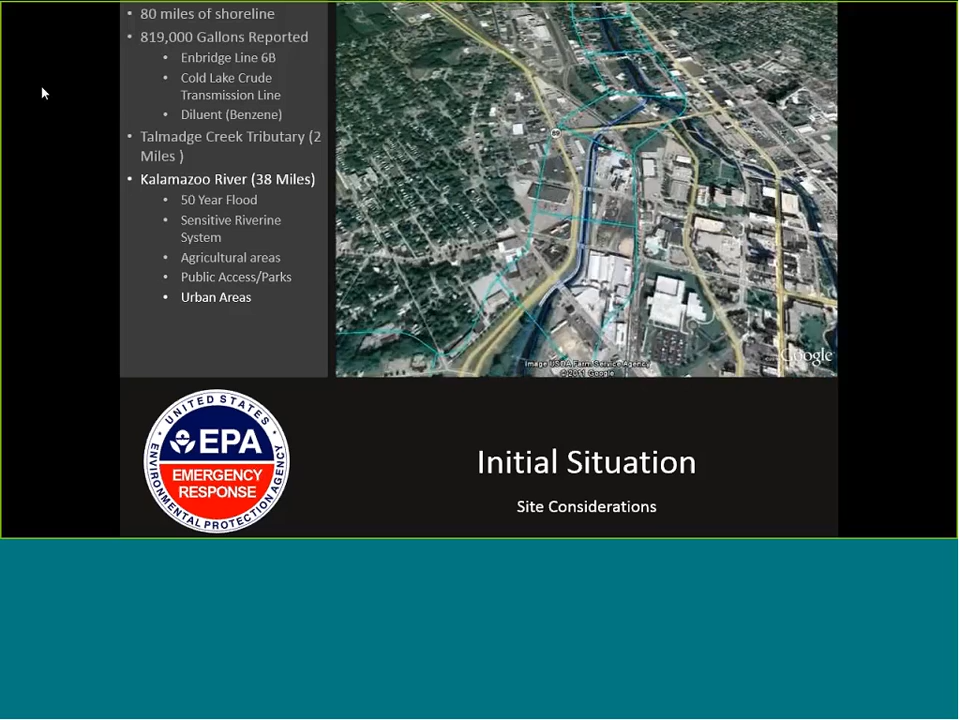 • 80 miles of shoreline
• 819,000 Gallons Reported
• Enbridge Line 6B
• Cold Lake Crude
Transmission Line
• Diluent (Benzene)
• Talmadge Creek Tributary (2
Miles )
• Kalamazoo River (38 Miles)
• 50 Year Flood
• Sensitive Riverine
System
• Agricultural areas
• Public Access/Parks
• Urban Areas
89
Image USDA Farm Service Agency
© 2011 Google
Google
UNITED STATES
EPA
EMERGENCY
RESPONSE
ENVIRONMENTAL PROTECTION AGENCY
Initial Situation
Site Considerations